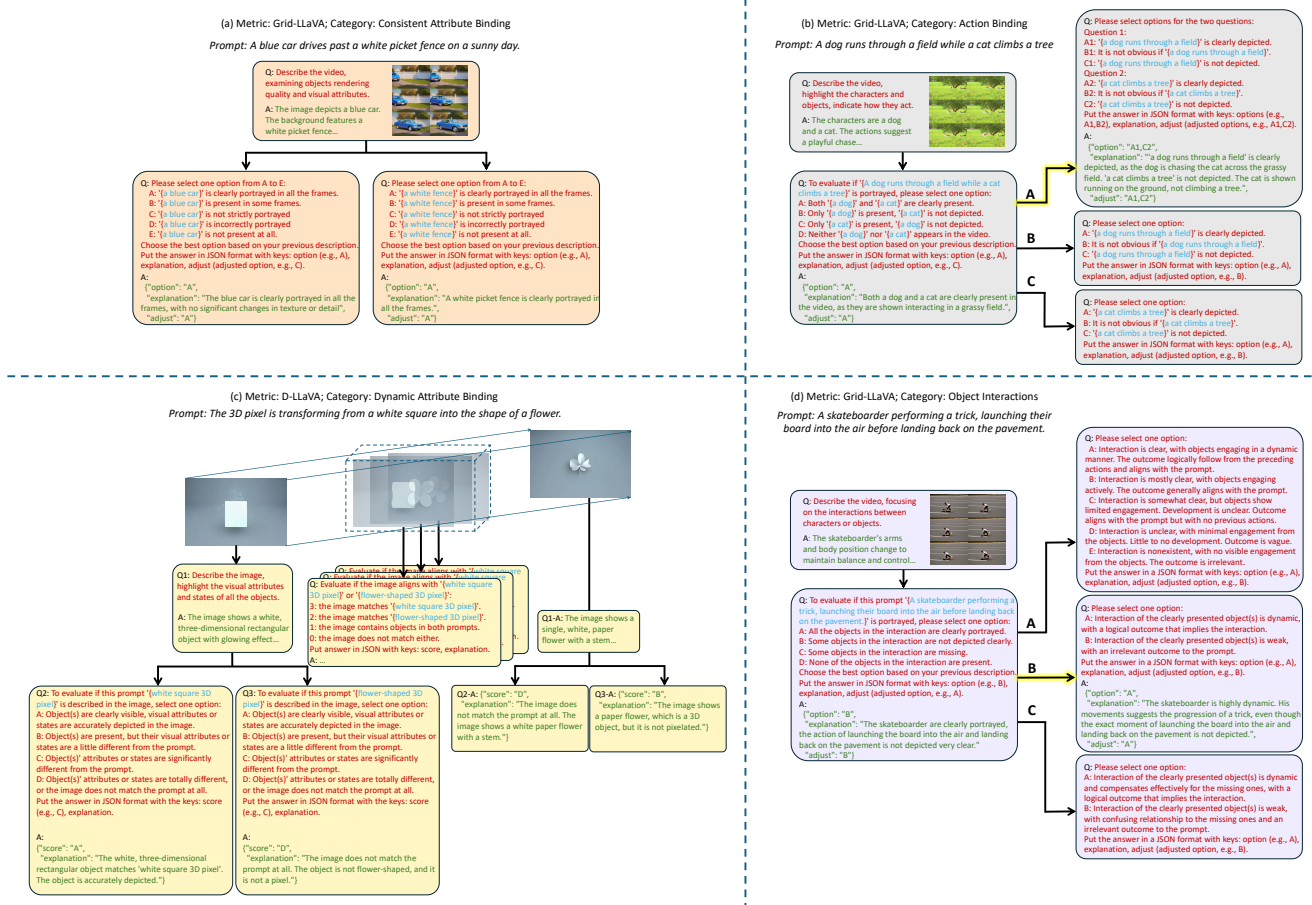 (a) Metric: Grid-LLaVA; Category: Consistent Attribute Binding
Prompt: A blue car drives past a white picket fence on a sunny day.
Q: Describe the video,
examining objects rendering
quality and visual attributes.
A: The image depicts a blue car.
The background features a
white picket fence…
Q: Please select one option from A to E:
A: '{a blue car}' is clearly portrayed in all the frames.
B: '{a blue car}' is present in some frames.
C: '{a blue car}' is not strictly portrayed
D: '{a blue car}' is incorrectly portrayed
E: '{a blue car}' is not present at all.
Choose the best option based on your previous description.
Put the answer in JSON format with keys: option (e.g., A),
explanation, adjust (adjusted option, e.g., C).
A:
{"option": "A",
"explanation": "The blue car is clearly portrayed in all the
frames, with no significant changes in texture or detail",
"adjust": "A"}
Q: Please select one option from A to E:
A: '{a white fence}' is clearly portrayed in all the frames.
B: '{a white fence}' is present in some frames.
C: '{a white fence}' is not strictly portrayed
D: '{a white fence}' is incorrectly portrayed
E: '{a white fence}' is not present at all.
Choose the best option based on your previous description.
Put the answer in JSON format with keys: option (e.g., A),
explanation, adjust (adjusted option, e.g., C).
A:
{"option": "A",
"explanation": "A white picket fence is clearly portrayed in
all the frames.",
"adjust": "A"}
(b) Metric: Grid-LLaVA; Category: Action Binding
Prompt: A dog runs through a field while a cat climbs a tree
Q: Describe the video,
highlight the characters and
objects, indicate how they act.
A: The characters are a dog
and a cat. The actions suggest
a playful chase…
Q: To evaluate if '{A dog runs through a field while a cat
climbs a tree}' is portrayed, please select one option:
A: Both '{a dog}' and '{a cat}' are clearly present.
B: Only '{a dog}' is present, '{a cat}' is not depicted.
C: Only '{a cat}' is present, '{a dog}' is not depicted.
D: Neither '{a dog}' nor '{a cat}' appears in the video.
Choose the best option based on your previous description.
Put the answer in JSON format with keys: option (e.g., A),
explanation, adjust (adjusted option, e.g., C).
A:
{"option": "A",
"explanation": "Both a dog and a cat are clearly present in
the video, as they are shown interacting in a grassy field.",
"adjust": "A"}
A
B
C
Q: Please select options for the two questions:
Question 1:
A1: '{a dog runs through a field}' is clearly depicted.
B1: It is not obvious if '{a dog runs through a field}'.
C1: '{a dog runs through a field}' is not depicted.
Question 2:
A2: '{a cat climbs a tree}' is clearly depicted.
B2: It is not obvious if '{a cat climbs a tree}'.
C2: '{a cat climbs a tree}' is not depicted.
Put the answer in JSON format with keys: options (e.g.,
A1,B2), explanation, adjust (adjusted options, e.g., A1,C2).
A:
{"option": "A1,C2",
"explanation": "'a dog runs through a field' is clearly
depicted, as the dog is chasing the cat across the grassy
field. 'a cat climbs a tree' is not depicted. The cat is shown
running on the ground, not climbing a tree.",
"adjust": "A1,C2"}
Q: Please select one option:
A: '{a dog runs through a field}' is clearly depicted.
B: It is not obvious if '{a dog runs through a field}'.
C: '{a dog runs through a field}' is not depicted.
Put the answer in JSON format with keys: option (e.g., A),
explanation, adjust (adjusted option, e.g., B).
Q: Please select one option:
A: '{a cat climbs a tree}' is clearly depicted.
B: It is not obvious if '{a cat climbs a tree}'.
C: '{a cat climbs a tree}' is not depicted.
Put the answer in JSON format with keys: option (e.g., A),
explanation, adjust (adjusted option, e.g., B).
(c) Metric: D-LLaVA; Category: Dynamic Attribute Binding
Prompt: The 3D pixel is transforming from a white square into the shape of a flower.
Q1: Describe the image,
highlight the visual attributes
and states of all the objects.
A: The image shows a white,
three-dimensional rectangular
object with glowing effect…
Q: Evaluate if the image aligns with '{white square
Q: Evaluate if the image aligns with '{white square
Q: Evaluate if the image aligns with '{white square
3D pixel}' or '{flower-shaped 3D pixel}':
3: the image matches '{white square 3D pixel}'.
2: the image matches '{flower-shaped 3D pixel}'.
1: the image contains objects in both prompts.
0: the image does not match either.
Put answer in JSON with keys: score, explanation.
A: …
Q1-A: The image shows a
single, white, paper
flower with a stem…
Q2: To evaluate if this prompt '{white square 3D
pixel}' is described in the image, select one option:
A: Object(s) are clearly visible, visual attributes or
states are accurately depicted in the image.
B: Object(s) are present, but their visual attributes or
states are a little different from the prompt.
C: Object(s)' attributes or states are significantly
different from the prompt.
D: Object(s)' attributes or states are totally different,
or the image does not match the prompt at all.
Put the answer in JSON format with the keys: score
(e.g., C), explanation.
A:
{"score": "A",
"explanation": "The white, three-dimensional
rectangular object matches 'white square 3D pixel'.
The object is accurately depicted."}
Q3: To evaluate if this prompt '{flower-shaped 3D
pixel}' is described in the image, select one option:
A: Object(s) are clearly visible, visual attributes or
states are accurately depicted in the image.
B: Object(s) are present, but their visual attributes or
states are a little different from the prompt.
C: Object(s)' attributes or states are significantly
different from the prompt.
D: Object(s)' attributes or states are totally different,
or the image does not match the prompt at all.
Put the answer in JSON format with the keys: score
(e.g., C), explanation.
A:
{"score": "D",
"explanation": "The image does not match the
prompt at all. The object is not flower-shaped, and it
is not a pixel."}
Q2-A: {"score": "D",
"explanation": "The image does
not match the prompt at all. The
image shows a white paper flower
with a stem."}
Q3-A: {"score": "B",
"explanation": "The image shows
a paper flower, which is a 3D
object, but it is not pixelated."}
(d) Metric: Grid-LLaVA; Category: Object Interactions
Prompt: A skateboarder performing a trick, launching their
board into the air before landing back on the pavement.
Q: Describe the video, focusing
on the interactions between
characters or objects.
A: The skateboarder's arms
and body position change to
maintain balance and control…
Q: To evaluate if this prompt '{A skateboarder performing a
trick, launching their board into the air before landing back
on the pavement.}' is portrayed, please select one option:
A: All the objects in the interaction are clearly portrayed.
B: Some objects in the interaction are not depicted clearly.
C: Some objects in the interaction are missing.
D: None of the objects in the interaction are present.
Choose the best option based on your previous description.
Put the answer in JSON format with keys: option (e.g., B),
explanation, adjust (adjusted option, e.g., A).
A:
{"option": "B",
"explanation": "The skateboarder are clearly portrayed,
the action of launching the board into the air and landing
back on the pavement is not depicted very clear."
"adjust": "B"}
A
B
C
Q: Please select one option:
A: Interaction is clear, with objects engaging in a dynamic
manner. The outcome logically follow from the preceding
actions and aligns with the prompt.
B: Interaction is mostly clear, with objects engaging
actively. The outcome generally aligns with the prompt.
C: Interaction is somewhat clear, but objects show
limited engagement. Development is unclear. Outcome
aligns with the prompt but with no previous actions.
D: Interaction is unclear, with minimal engagement from
the objects. Little to no development. Outcome is vague.
E: Interaction is nonexistent, with no visible engagement
from the objects. The outcome is irrelevant.
Put the answer in a JSON format with keys: option (e.g., B),
explanation, adjust (adjusted option, e.g., A).
Q: Please select one option:
A: Interaction of the clearly presented object(s) is dynamic,
with a logical outcome that implies the interaction.
B: Interaction of the clearly presented object(s) is weak,
with an irrelevant outcome to the prompt.
Put the answer in a JSON format with keys: option (e.g., A),
explanation, adjust (adjusted option, e.g., B).
A:
{"option": "A",
"explanation": "The skateboarder is highly dynamic. His
movements suggests the progression of a trick, even though
the exact moment of launching the board into the air and
landing back on the pavement is not depicted.",
"adjust": "A"}
Q: Please select one option:
A: Interaction of the clearly presented object(s) is dynamic
and compensates effectively for the missing ones, with a
logical outcome that implies the interaction.
B: Interaction of the clearly presented object(s) is weak,
with confusing relationship to the missing ones and an
irrelevant outcome to the prompt.
Put the answer in a JSON format with keys: option (e.g., A),
explanation, adjust (adjusted option, e.g., B).